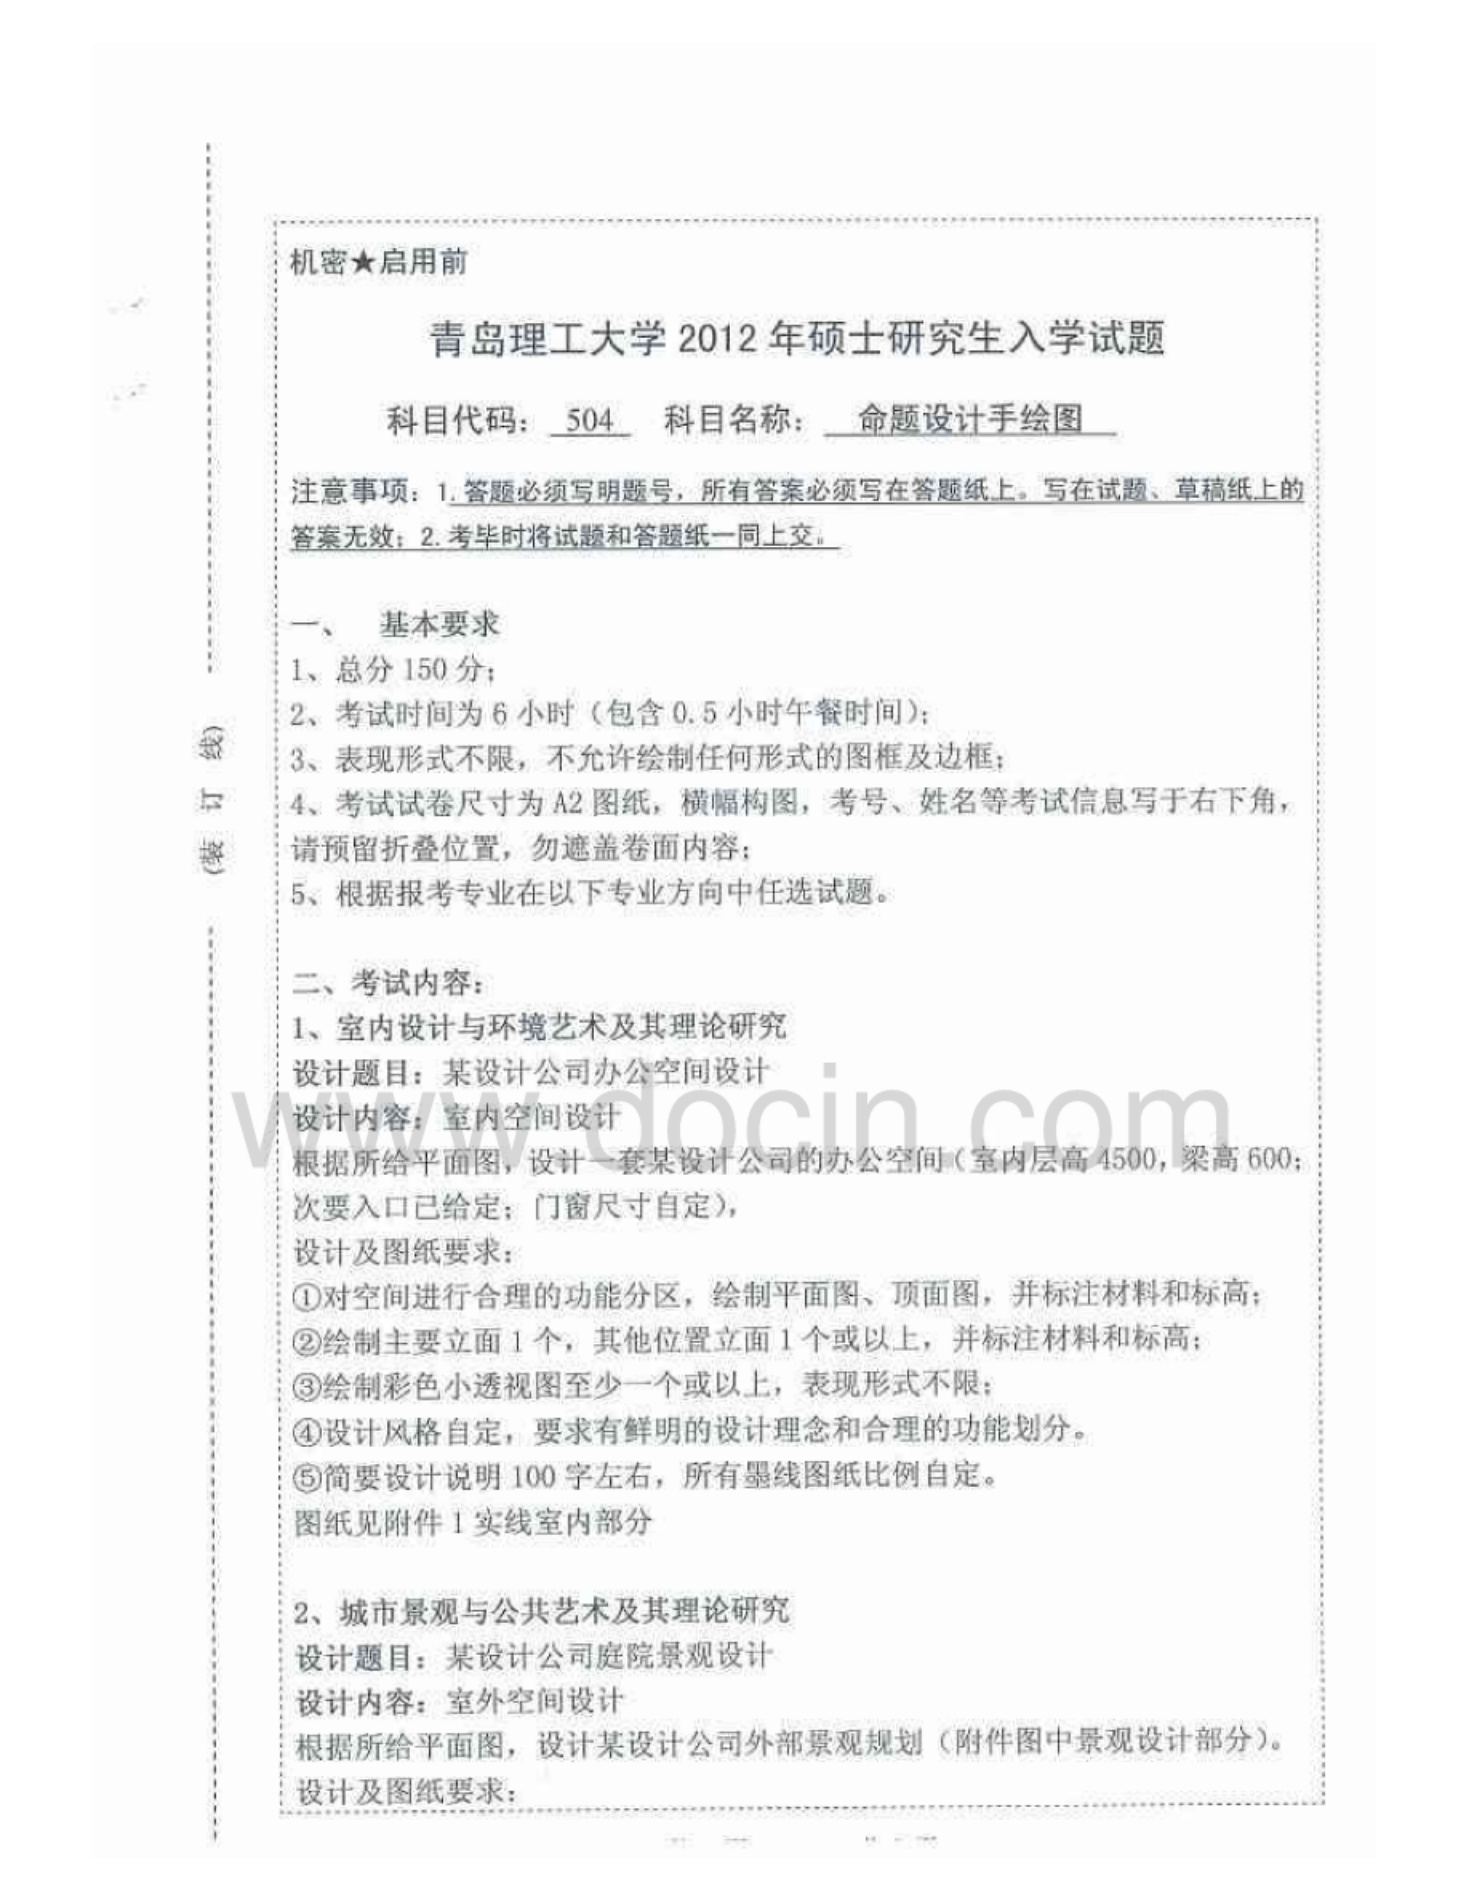 机密★启用前
青岛理工大学 2012 年硕士研究生入学试题
科目代码： 504 科目名称： 命题设计手绘图
注意事项：1.答题必须写明题号，所有答案必须写在答题纸上。写在试题、草稿纸上的
答案无效；2.考毕时将试题和答题纸一同上交。
一、 基本要求
1、总分 150 分；
2、考试时间为 6 小时（包含 0.5 小时午餐时间）；
3、表现形式不限，不允许绘制任何形式的图框及边框；
4、考试试卷尺寸为 A2 图纸，横幅构图，考号、姓名等考试信息写于右下角，
请预留折叠位置，勿遮盖卷面内容；
5、根据报考专业在以下专业方向中任选试题。
(装 订 线)
二、考试内容：
1、室内设计与环境艺术及其理论研究
设计题目：某设计公司办公空间设计
设计内容：室内空间设计
www.docin.com
根据所给平面图，设计一套某设计公司的办公空间（室内层高 4500，梁高 600；
次要入口已给定；门窗尺寸自定），
设计及图纸要求：
①对空间进行合理的功能分区，绘制平面图、顶面图，并标注材料和标高；
②绘制主要立面 1 个，其他位置立面 1 个或以上，并标注材料和标高；
③绘制彩色小透视图至少一个或以上，表现形式不限；
④设计风格自定，要求有鲜明的设计理念和合理的功能划分。
⑤简要设计说明 100 字左右，所有墨线图纸比例自定。
图纸见附件 1 实线室内部分
2、城市景观与公共艺术及其理论研究
设计题目：某设计公司庭院景观设计
设计内容：室外空间设计
根据所给平面图，设计某设计公司外部景观规划（附件图中景观设计部分）。
设计及图纸要求：